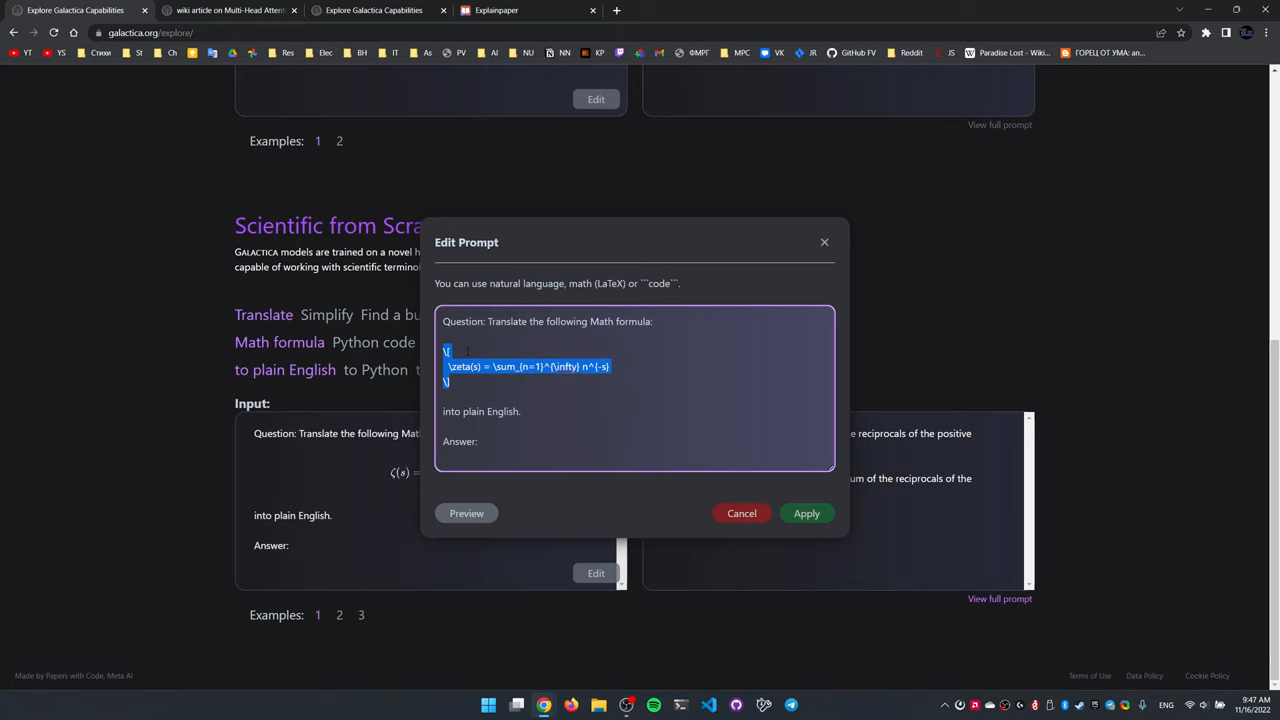 Explore Galactica Capabilities
wiki article on Multi-Head Attent
Explore Galactica Capabilities
Explainpaper
galactica.org/explore/
YT YS Стихи St Ch Res Elec BH IT As PV AI NU NN KP ФМПГ МРС VK JR GitHub FV Reddit JS Paradise Lost - Wiki... ГОРЕЦ ОТ УМА: an...
Edit
View full prompt
Examples: 1 2
Scientific from Scra
GALACTICA models are trained on a novel h
capable of working with scientific terminolo
Translate Simplify Find a bu
Math formula Python code
to plain English to Python
Input:
Question: Translate the following Mat
ζ(s) =
into plain English.
Answer:
Edit
e reciprocals of the positive
um of the reciprocals of the
Edit Prompt
You can use natural language, math (LaTeX) or ```code```.
Question: Translate the following Math formula:
\[
\zeta(s) = \sum_{n=1}^{\infty} n^{-s}
\]
into plain English.
Answer:
Preview
Cancel
Apply
View full prompt
Examples: 1 2 3
Made by Papers with Code, Meta AI
Terms of Use Data Policy Cookie Policy
ENG
9:47 AM
11/16/2022